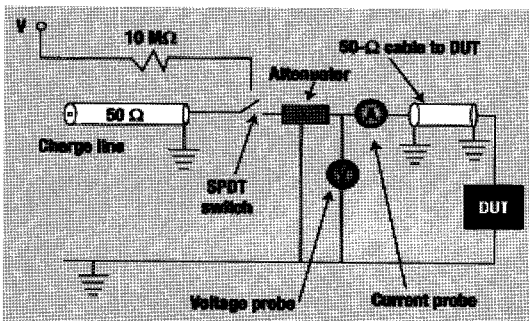 V
10 MΩ
50-Ω cable to DUT
Attenuator
50 Ω
Charge line
SPDT
switch
A
V
DUT
Voltage probe
Current probe